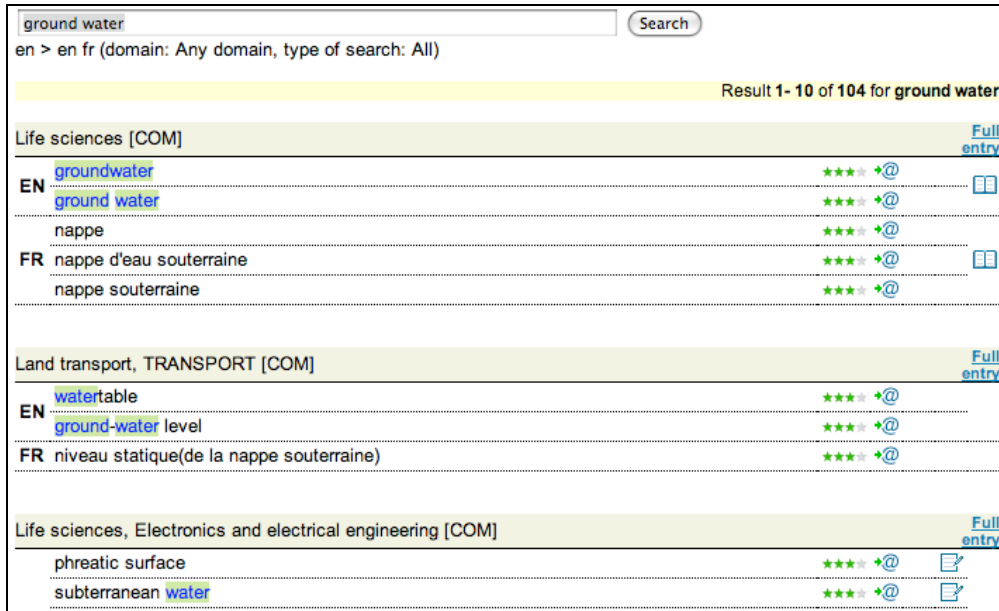 ground water Search
en > en fr (domain: Any domain, type of search: All)
Result 1- 10 of 104 for ground water
Life sciences [COM] Full entry
EN groundwater
ground water
FR nappe
nappe d'eau souterraine
nappe souterraine
Land transport, TRANSPORT [COM] Full entry
EN watertable
ground-water level
FR niveau statique(de la nappe souterraine)
Life sciences, Electronics and electrical engineering [COM] Full entry
phreatic surface
subterranean water